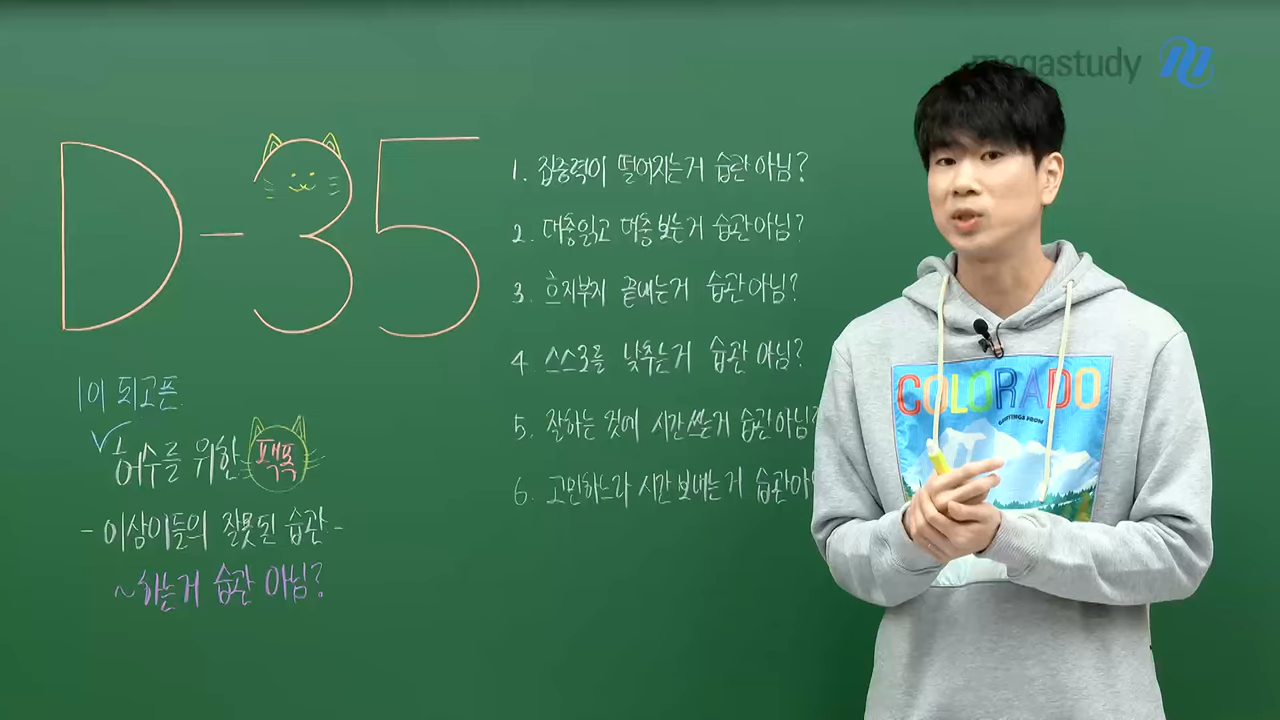 D-35
1이 되고픈
허수를 위한 팩폭
- 이삼이들의 잘못된 습관 -
~하는거 습관 아님?
1. 집중력이 떨어지는거 습관 아님?
2. 대충읽고 대충보는거 습관아님?
3. 흐지부지 끝내는거 습관아님?
4. 스스로를 낮추는거 습관 아님?
5. 잘하는 것에 시간쓰는거 습관아님?
6. 고민하느라 시간보내는거 습관아
megastudy
COLORADO
GREETINGS FROM